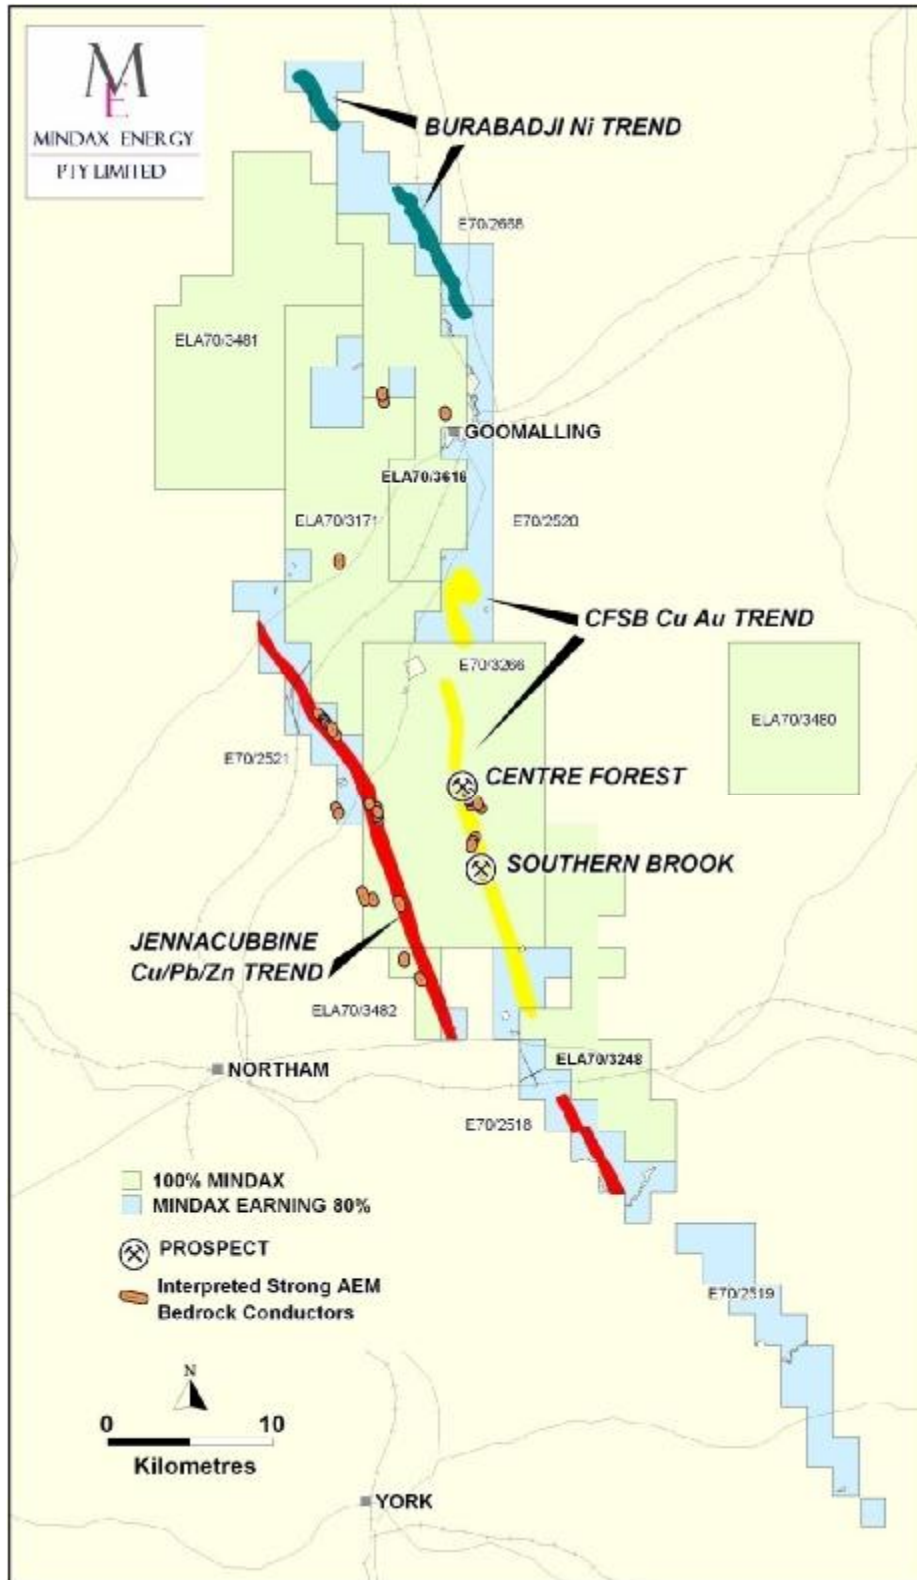 ME
MINDAX ENERGY
PTY LIMITED
BURABADJI Ni TREND
E70/2668
ELA70/3481
GOOMALLING
ELA70/3616
ELA70/3171
E70/2520
CFSB Cu Au TREND
E70/3266
ELA70/3480
E70/2521
CENTRE FOREST
SOUTHERN BROOK
JENNACUBBINE
Cu/Pb/Zn TREND
ELA70/3482
NORTHAM
ELA70/3248
E70/2518
100% MINDAX
MINDAX EARNING 80%
PROSPECT
Interpreted Strong AEM
Bedrock Conductors
E70/2519
N
0 10
Kilometres
YORK